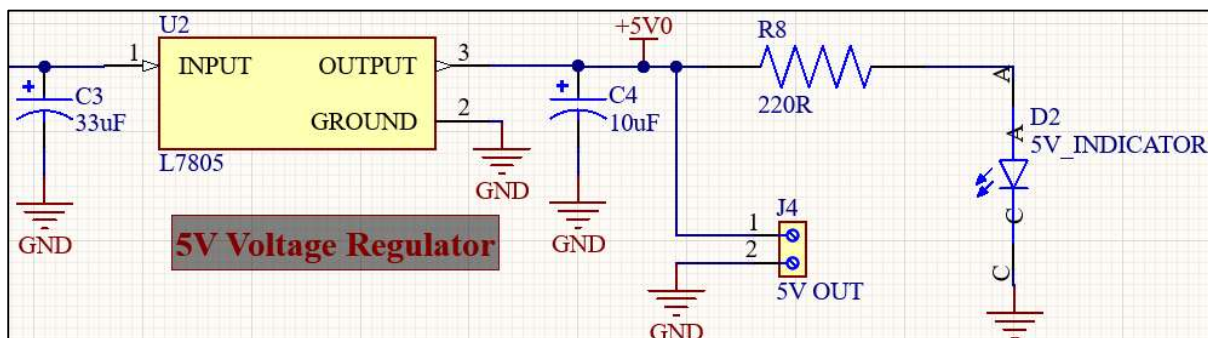 U2
+5V0
1
INPUT
OUTPUT
3
R8
C3
33uF
GROUND
2
C4
10uF
220R
A
A
D2
5V_INDICATOR
L7805
GND
GND
GND
5V Voltage Regulator
J4
1
2
5V OUT
GND
C
C